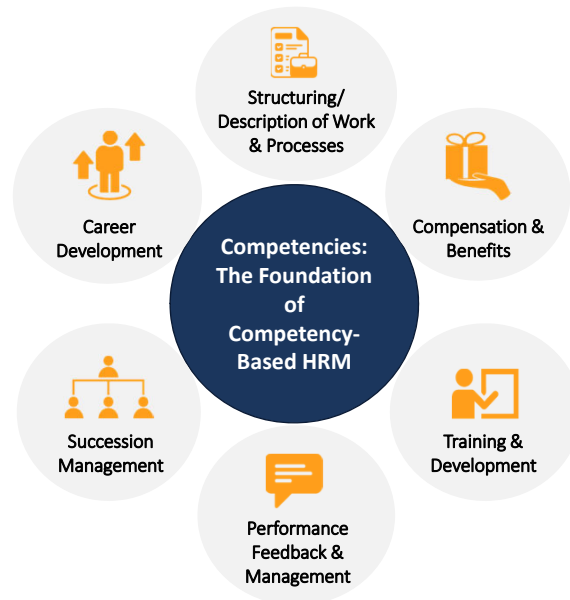 Structuring/
Description of Work
& Processes
Career
Development
Compensation &
Benefits
Competencies:
The Foundation
of
Competency-
Based HRM
Succession
Management
Training &
Development
Performance
Feedback &
Management